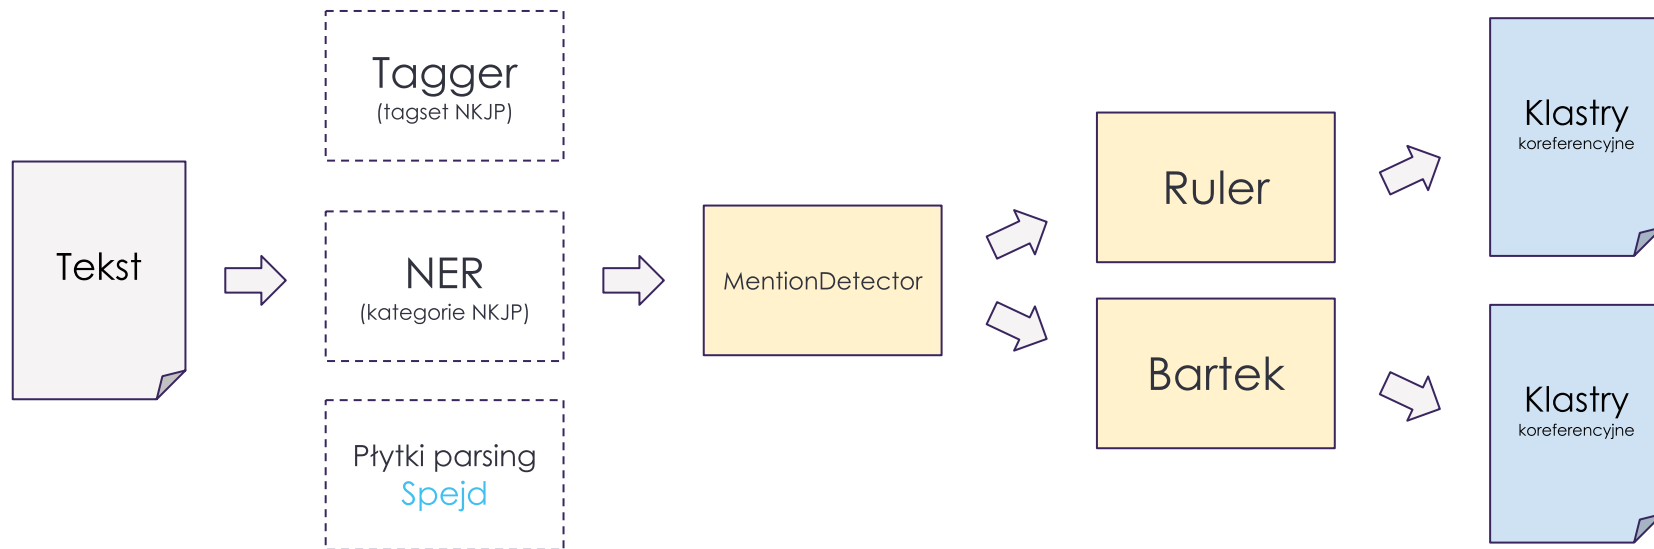 Tekst
Tagger
(tagset NKJP)
NER
(kategorie NKJP)
Płytki parsing
Spejd
MentionDetector
Ruler
Bartek
Klastry
koreferencyjne
Klastry
koreferencyjne